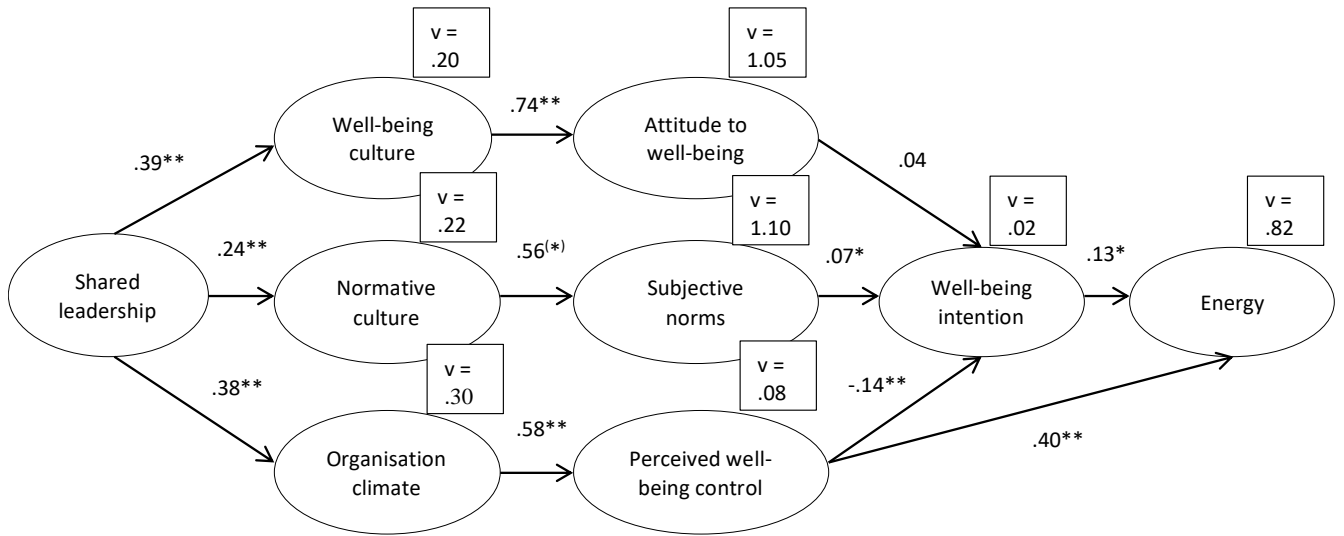 v =
.20
v =
1.05
.74**
Well-being
culture
Attitude to
well-being
.39**
.04
v =
.22
v =
1.10
v =
.02
v =
.82
.24**
.56(*)
.07*
.13*
Shared
leadership
Normative
culture
Subjective
norms
Well-being
intention
Energy
v =
.30
v =
.08
.38**
-.14**
.58**
.40**
Organisation
climate
Perceived well-
being control